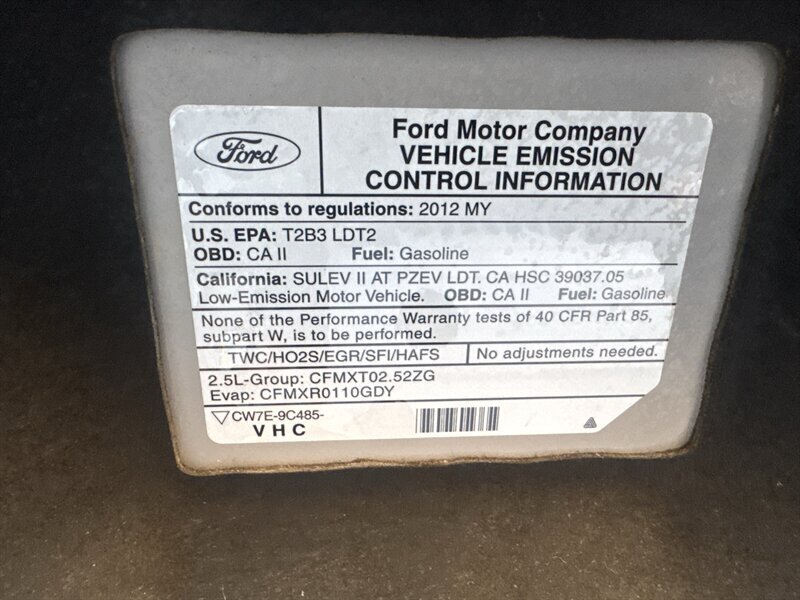 Ford
Ford Motor Company
VEHICLE EMISSION
CONTROL INFORMATION
Conforms to regulations: 2012 MY
U.S. EPA: T2B3 LDT2
OBD: CA II Fuel: Gasoline
California: SULEV II AT PZEV LDT. CA HSC 39037.05
Low-Emission Motor Vehicle. OBD: CA II Fuel: Gasoline
None of the Performance Warranty tests of 40 CFR Part 85,
subpart W, is to be performed.
TWC/HO2S/EGR/SFI/HAFS No adjustments needed.
2.5L-Group: CFMXT02.52ZG
Evap: CFMXR0110GDY
CW7E-9C485-
VHC